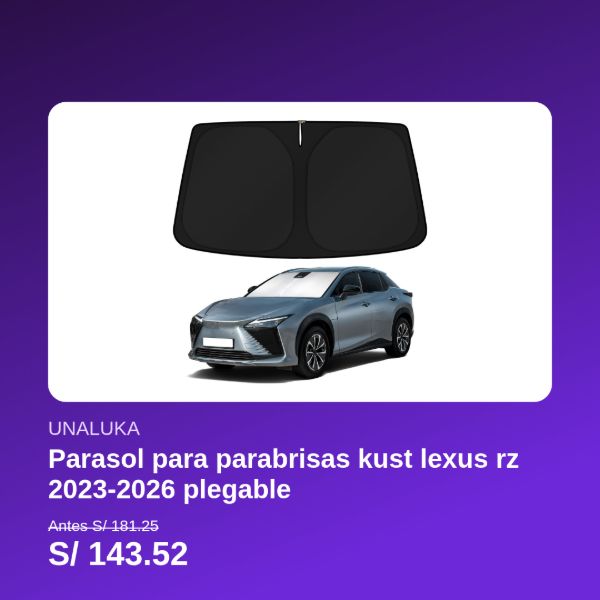 UNALUKA
Parasol para parabrisas kust lexus rz
2023-2026 plegable
Antes S/ 181.25
S/ 143.52